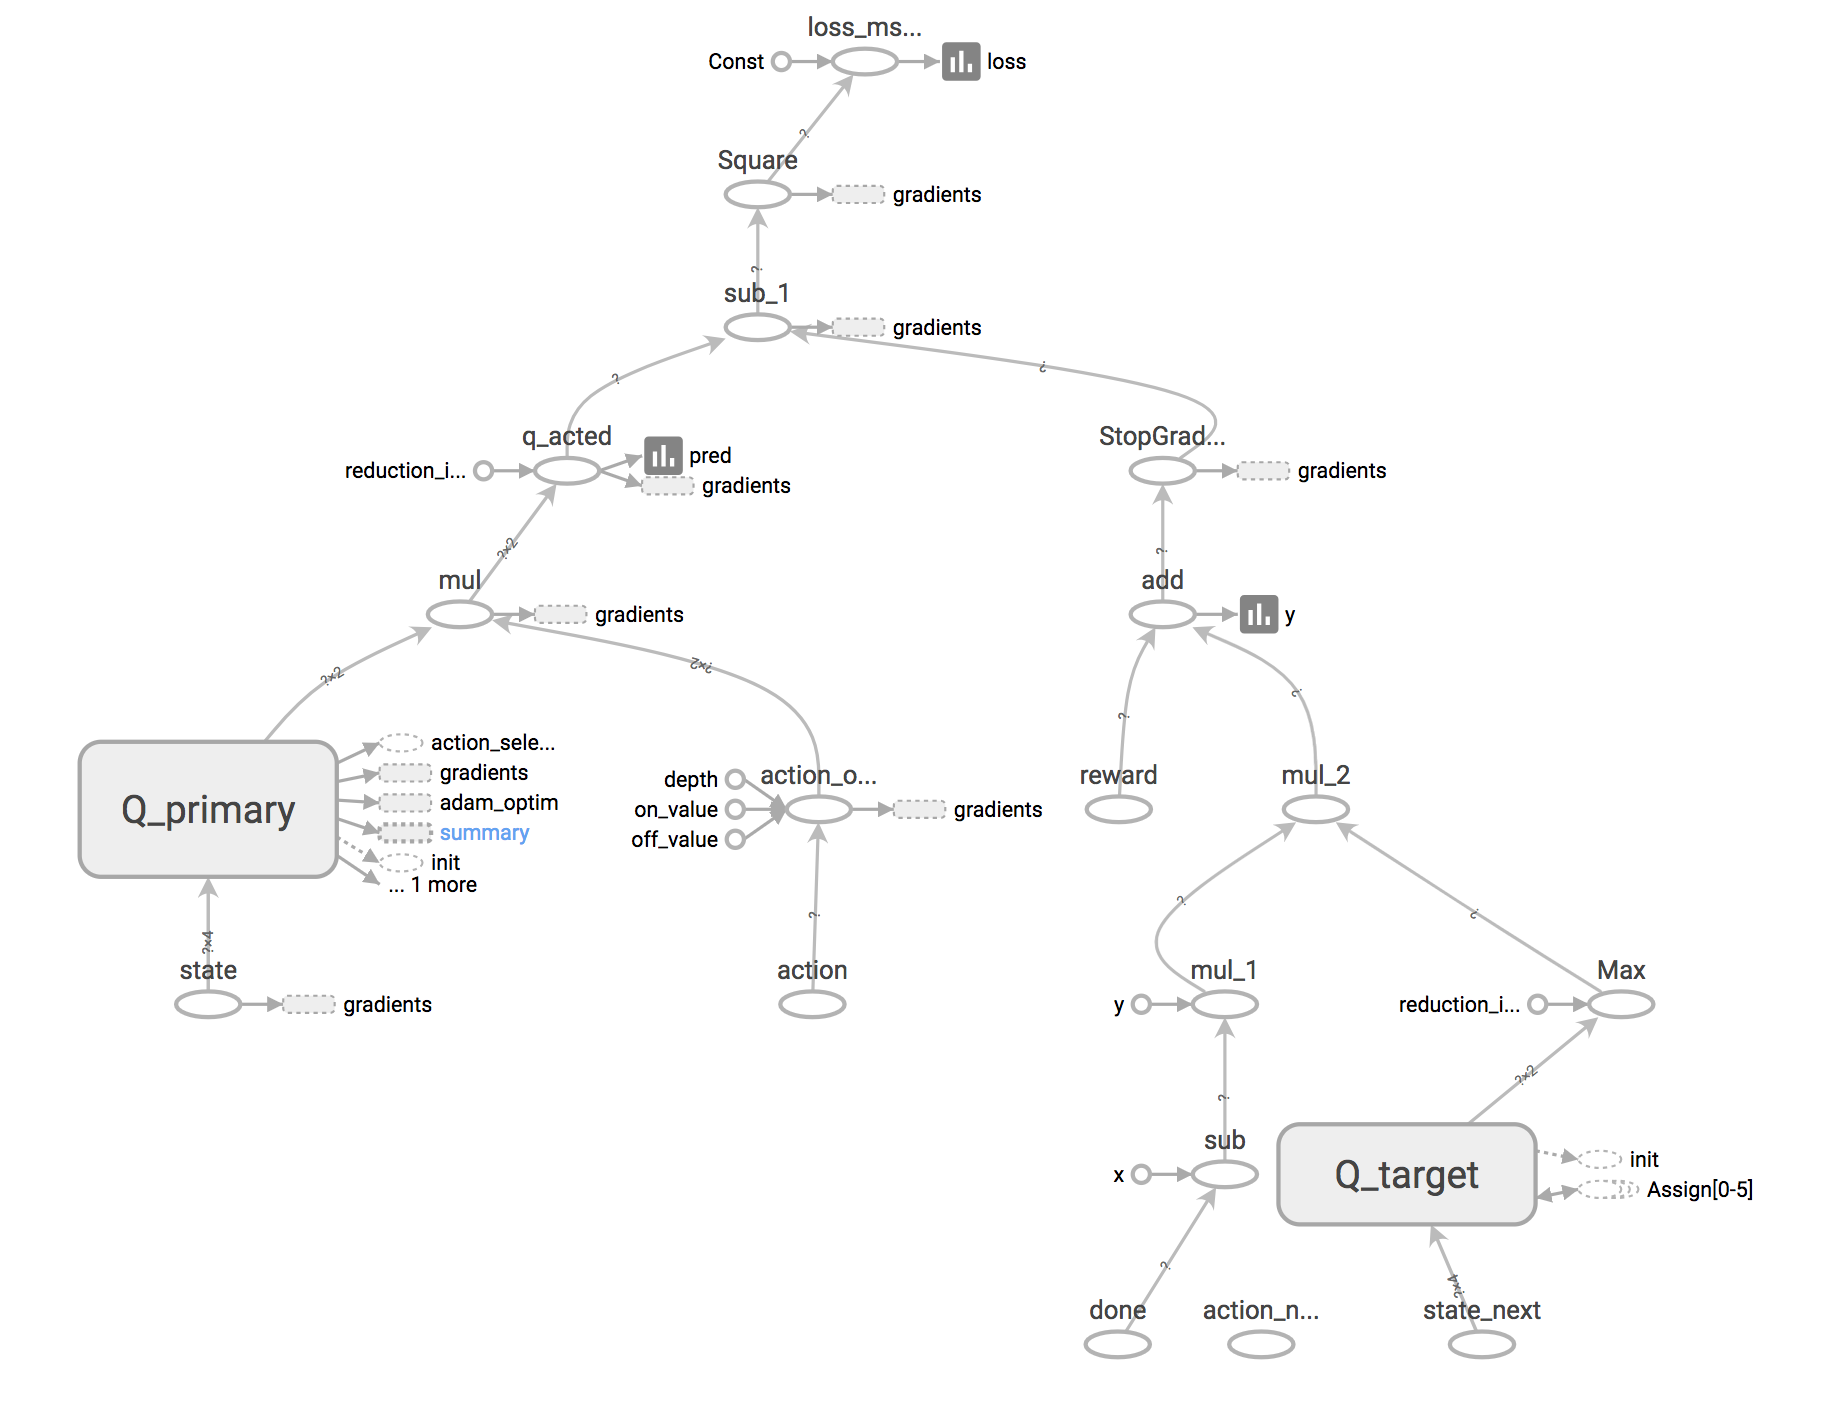 loss_ms...
Const
loss
?
Square
gradients
?
sub_1
gradients
?
?
q_acted
pred
reduction_i...
gradients
StopGrad...
gradients
?×2
?
mul
gradients
add
y
?×2
?×2
?
?
Q_primary
action_sele...
gradients
adam_optim
summary
init
... 1 more
depth
on_value
off_value
action_o...
gradients
reward
mul_2
?×4
?
?
?
state
gradients
action
mul_1
y
Max
reduction_i...
?
?×2
sub
x
Q_target
init
Assign[0-5]
?
?×4
done
action_n...
state_next